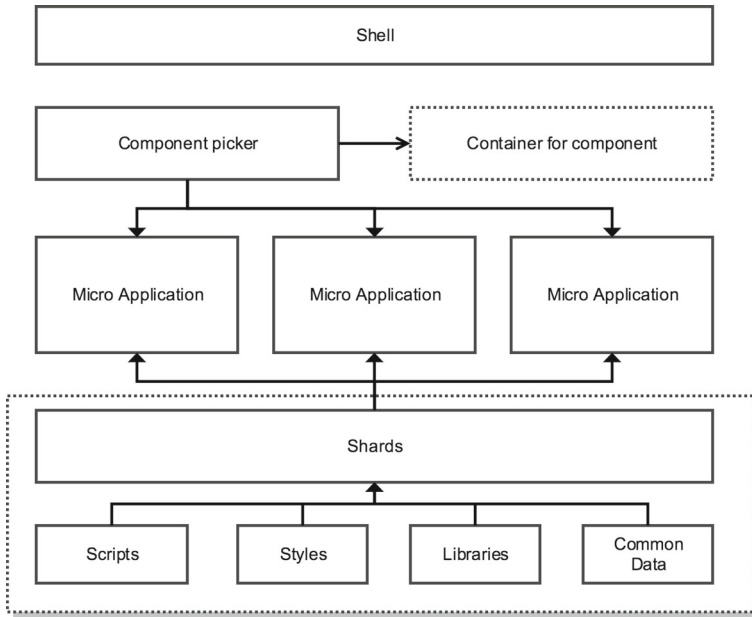 Shell
Component picker
Container for component
Micro Application
Micro Application
Micro Application
Shards
Scripts
Styles
Libraries
Common
Data